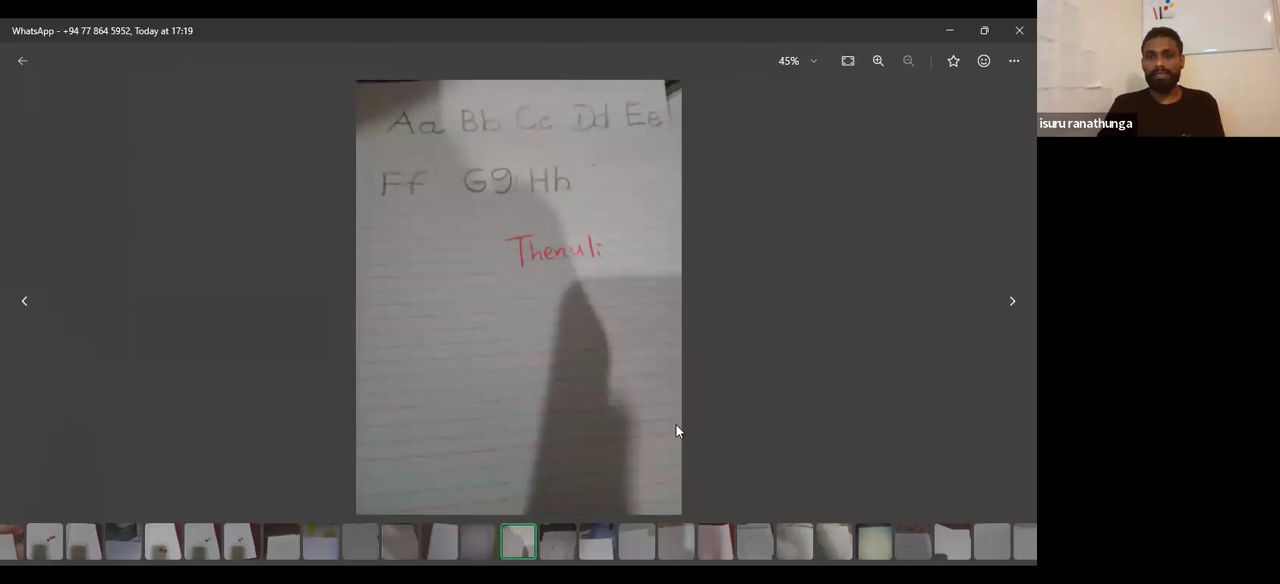 WhatsApp - +94 77 864 5952, Today at 17:19
45%
isuru ranathunga
Aa Bb Cc Dd Ee
Ff Gg Hh
Thenuli